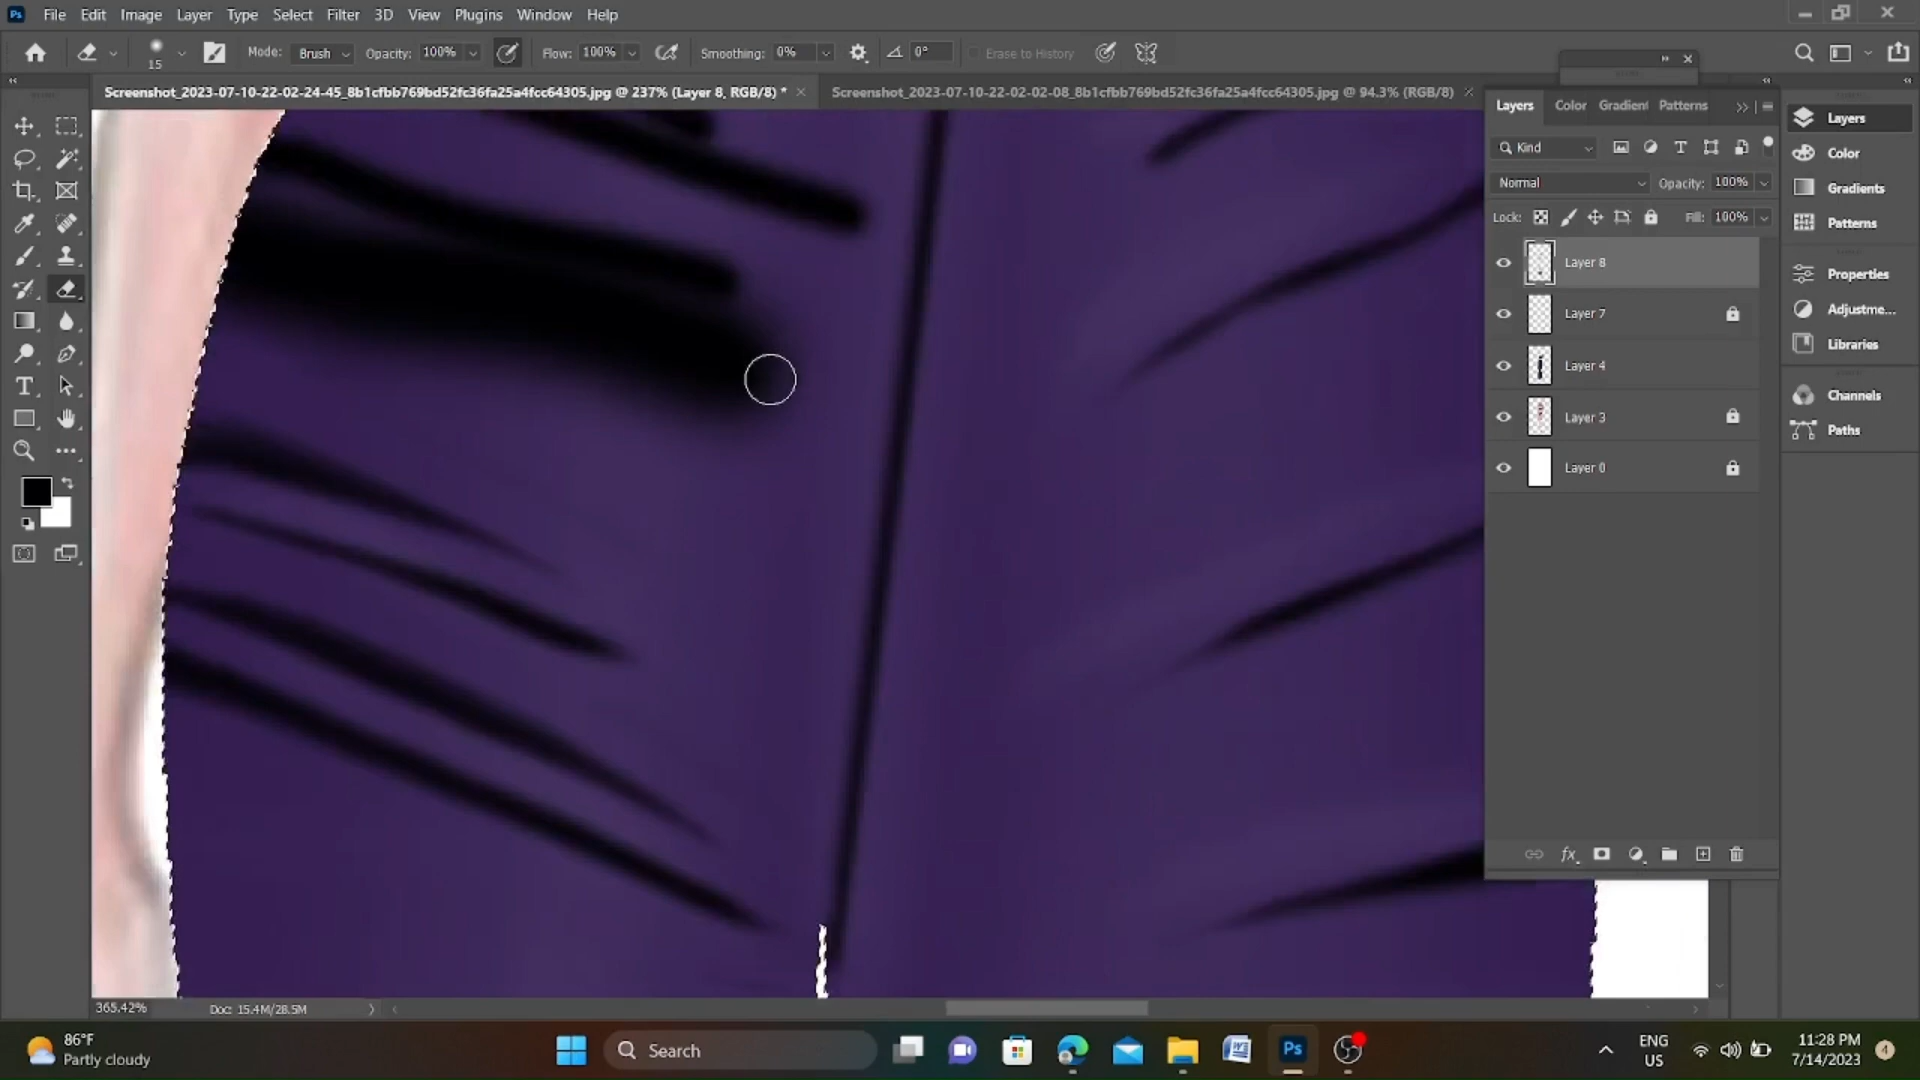 Ps File Edit Image Layer Type Select Filter 3D View Plugins Window Help
15 Mode: Brush Opacity: 100% Flow: 100% Smoothing: 0% 0° Erase to History
Screenshot_2023-07-10-22-02-24-45_8b1cfbb769bd52fc36fa25a4fcc64305.jpg @ 237% (Layer 8, RGB/8) *
Screenshot_2023-07-10-22-02-02-08_8b1cfbb769bd52fc36fa25a4fcc64305.jpg @ 94.3% (RGB/8)
Layers Color Gradien Patterns
Kind
Normal Opacity: 100%
Lock: Fill: 100%
Layer 8
Layer 7
Layer 4
Layer 3
Layer 0
Layers
Color
Gradients
Patterns
Properties
Adjustme...
Libraries
Channels
Paths
365.42% Doc: 15.4M/28.5M
86°F
Partly cloudy
Search
Ps
ENG
US
11:28 PM
7/14/2023
4